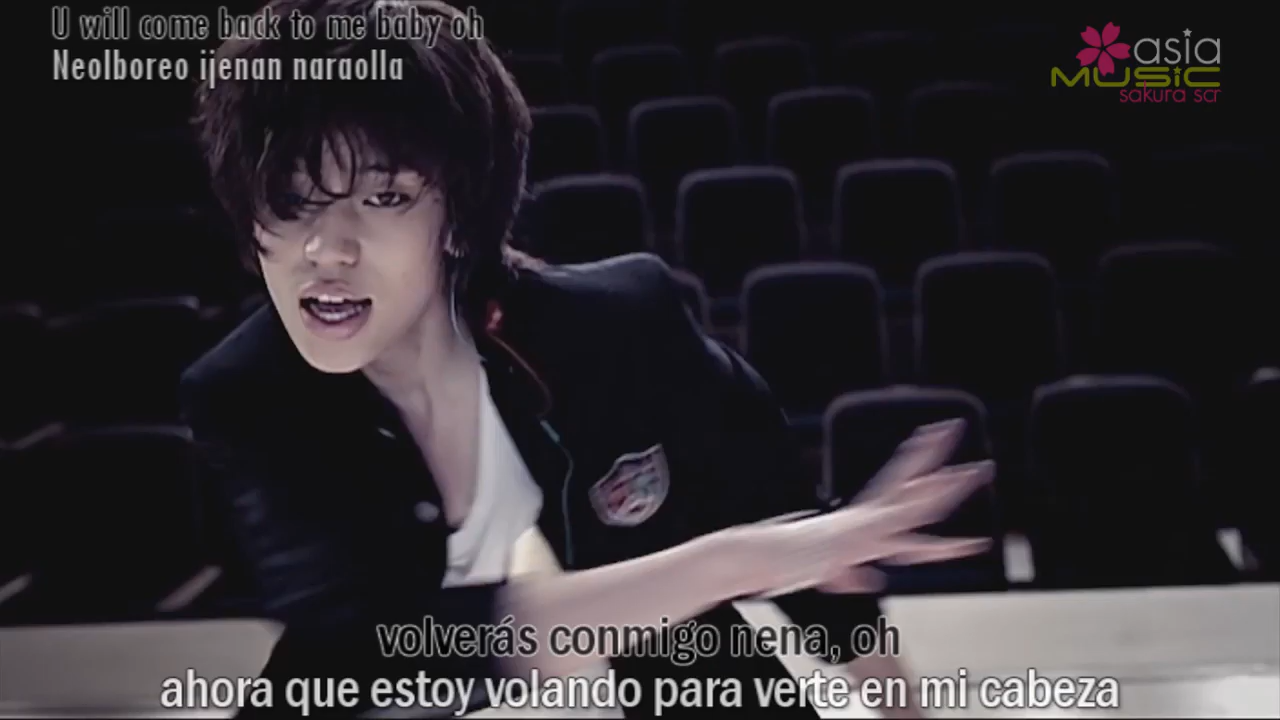 U will come back to me baby oh
Neolboreo ijenan naraolla
asia
MUSiC
sakura scr
volverás conmigo nena, oh
ahora que estoy volando para verte en mi cabeza